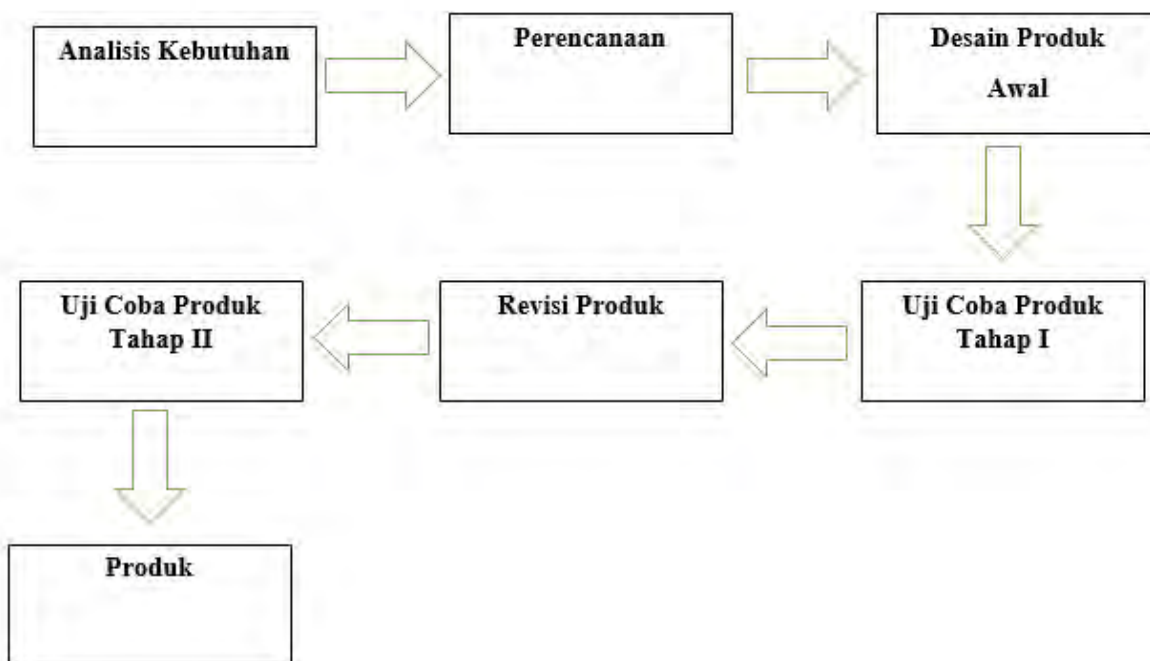 Analisis Kebutuhan
Perencanaan
Desain Produk
Awal
Uji Coba Produk
Tahap I
Revisi Produk
Uji Coba Produk
Tahap II
Produk